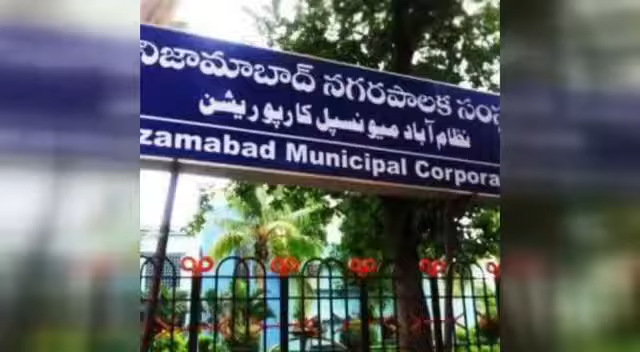 నిజామాబాద్ నగరపాలక సంస
نظام آباد میونسپل کارپوریشن
zamabad Municipal Corpora